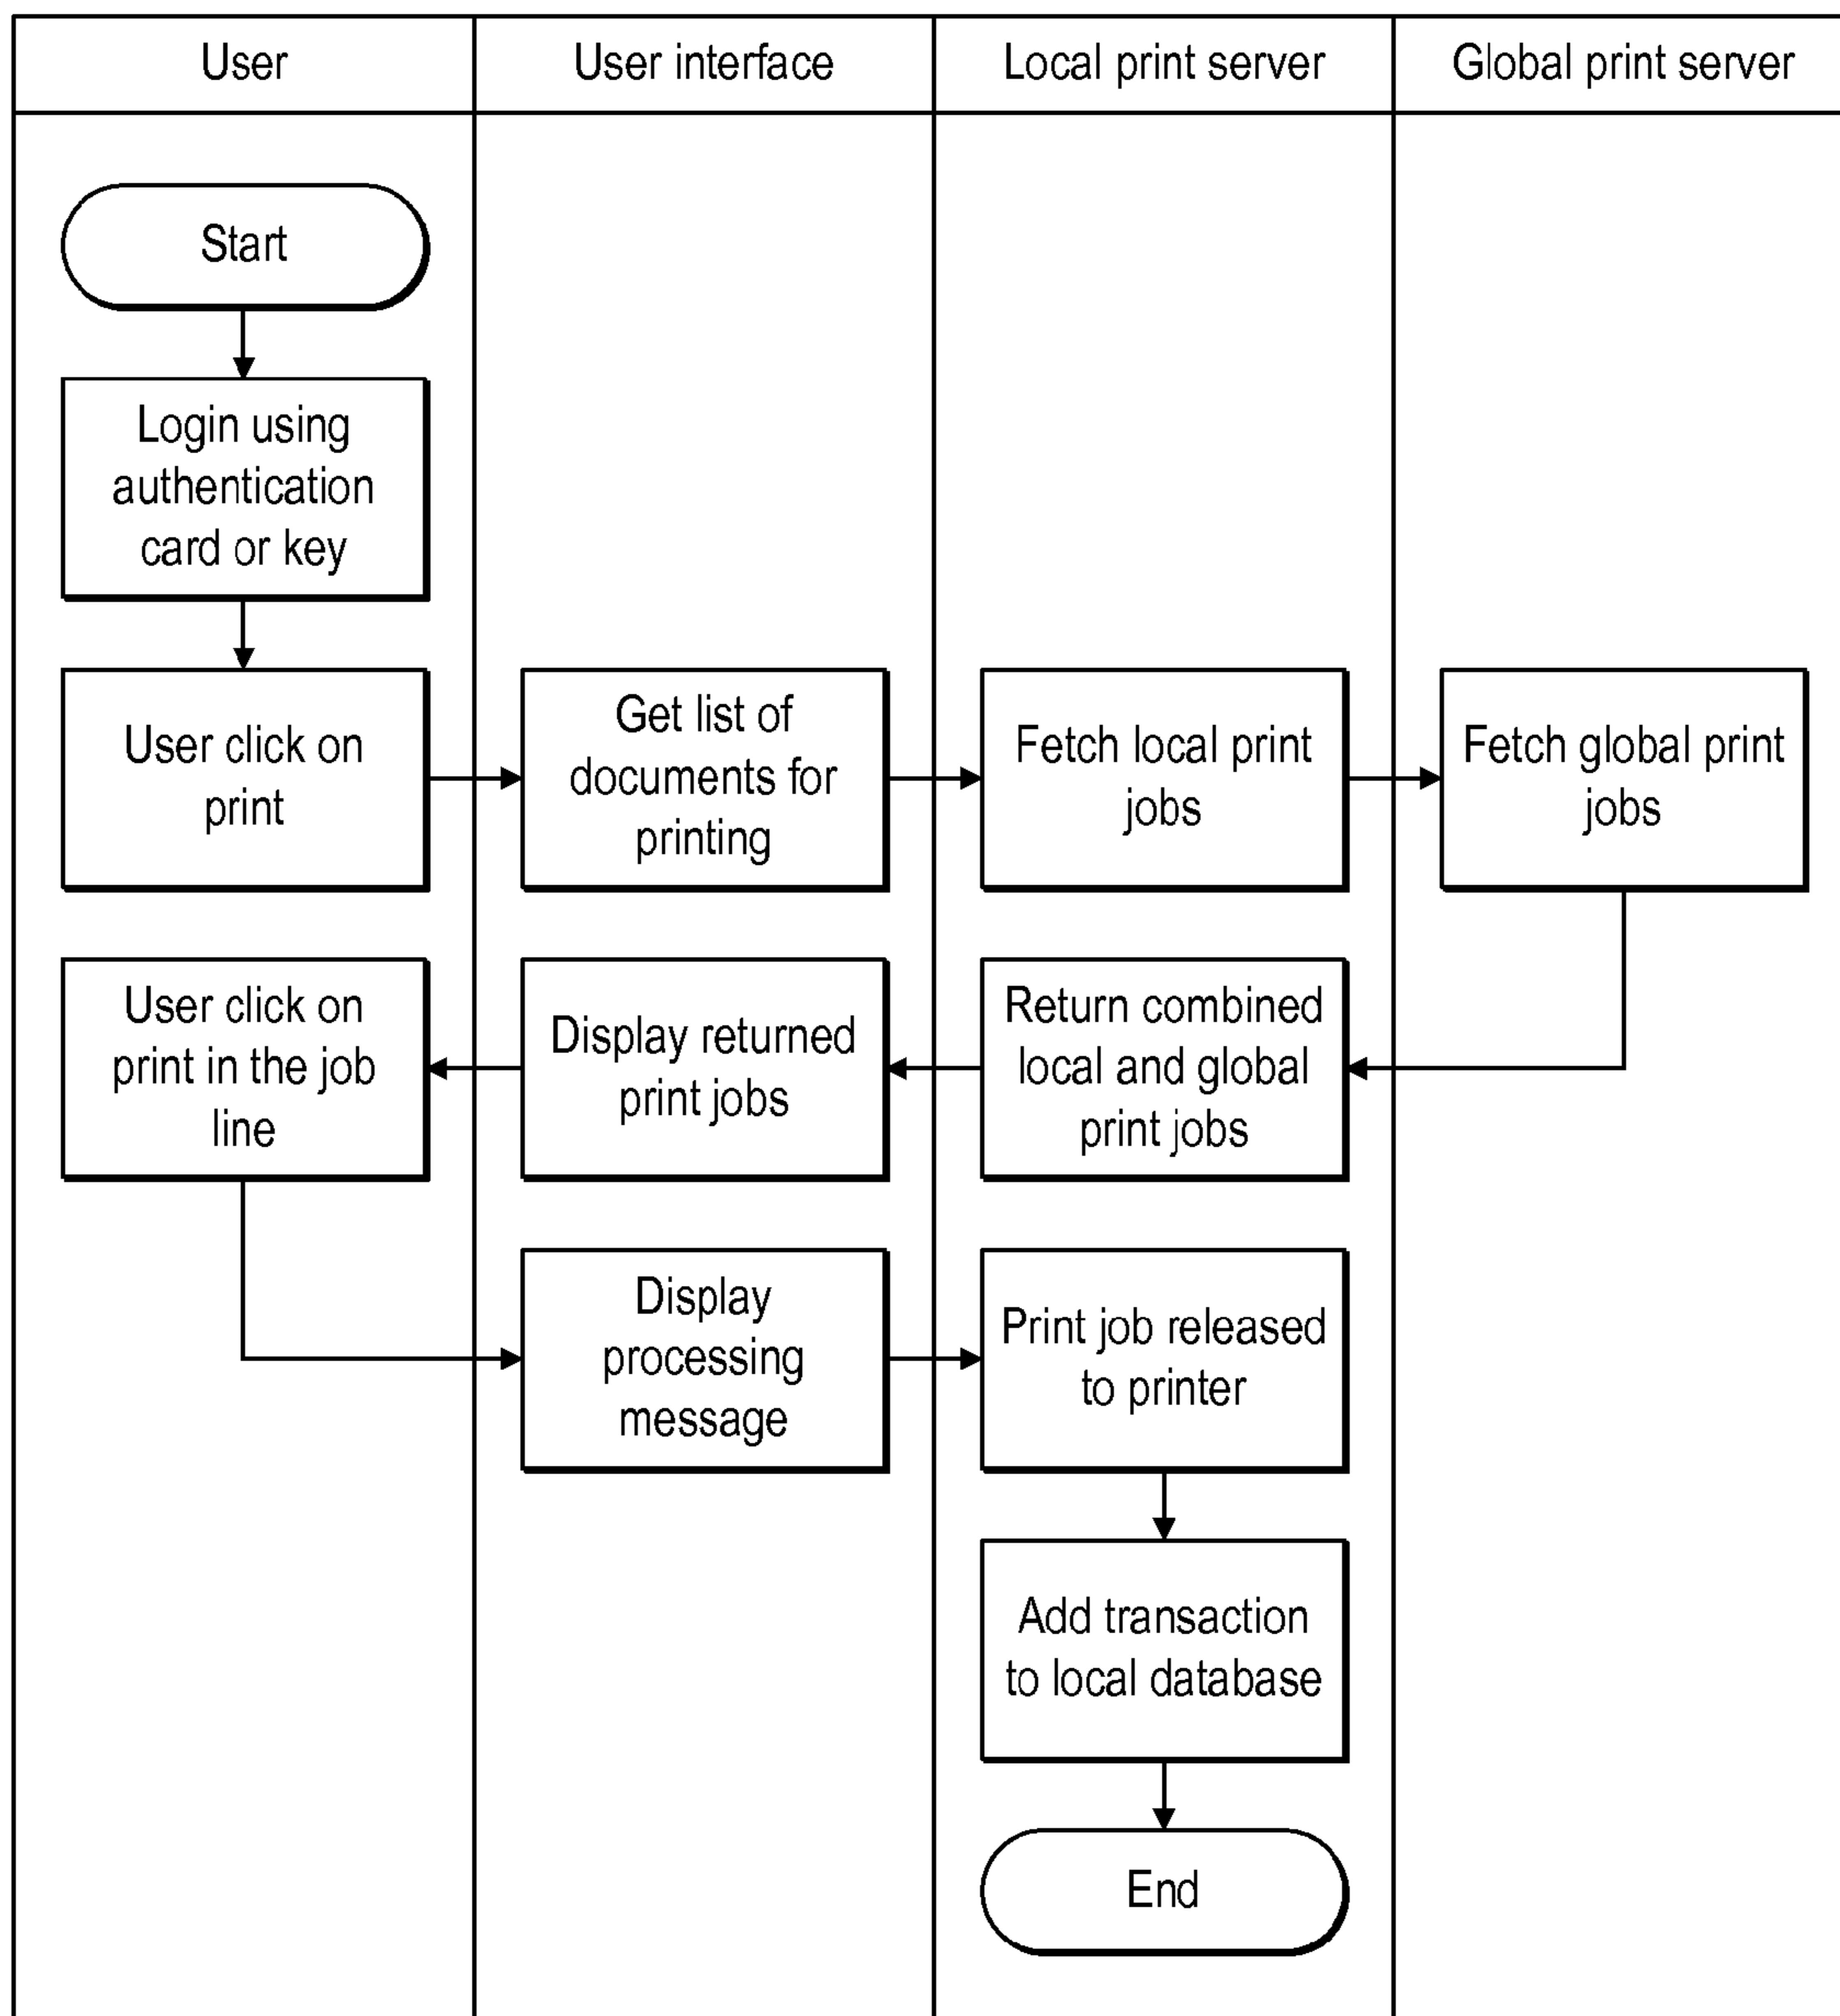 User
User interface
Local print server
Global print server
Start
Login using
authentication
card or key
User click on
print
Get list of
documents for
printing
Fetch local print
jobs
Fetch global print
jobs
User click on
print in the job
line
Display returned
print jobs
Return combined
local and global
print jobs
Display
processing
message
Print job released
to printer
Add transaction
to local database
End